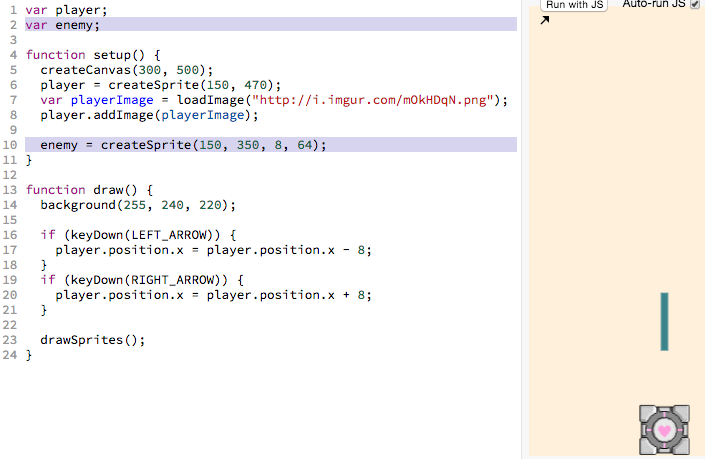 1 var player;
2 var enemy;
3
4 function setup() {
5   createCanvas(300, 500);
6   player = createSprite(150, 470);
7   var playerImage = loadImage("http://i.imgur.com/mOkHDqN.png");
8   player.addImage(playerImage);
9
10   enemy = createSprite(150, 350, 8, 64);
11 }
12
13 function draw() {
14   background(255, 240, 220);
15
16   if (keyDown(LEFT_ARROW)) {
17     player.position.x = player.position.x - 8;
18   }
19   if (keyDown(RIGHT_ARROW)) {
20     player.position.x = player.position.x + 8;
21   }
22
23   drawSprites();
24 }
Run with JS
Auto-run JS